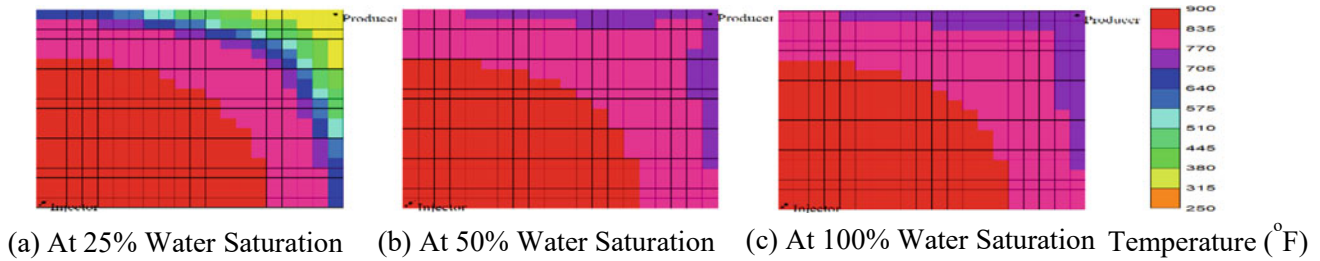 Producer
Injector
Producer
Injector
Producer
Injector
900
835
770
705
640
575
510
445
380
315
250
(a) At 25% Water Saturation
(b) At 50% Water Saturation
(c) At 100% Water Saturation
Temperature (°F)